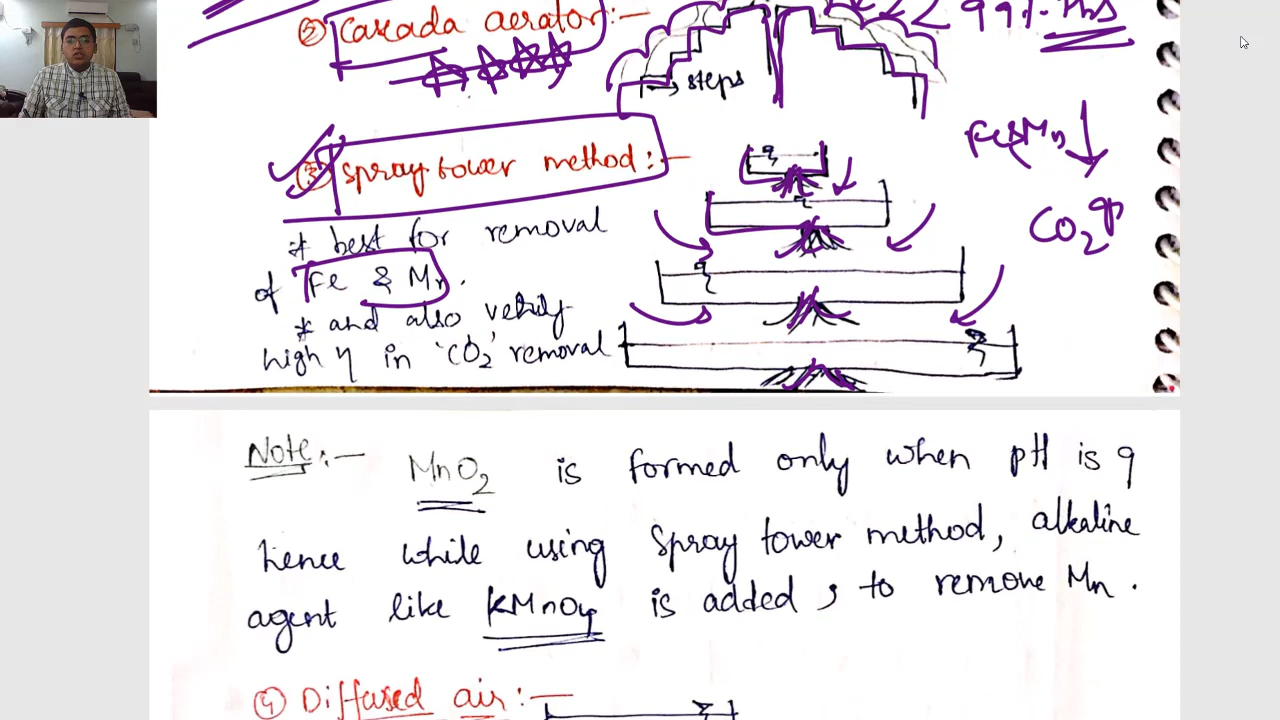 ② Cascada aerator:-
→ steps
99%. H₂S
Fe&Mn ↓
CO₂ ↑
③ spray tower method:-
* best for removal
of Fe & Mn.
* and also
high η in 'CO₂' removal
Note:- MnO₂ is formed only when pH is 9
hence while using spray tower method, alkaline
agent like KMnO₄ is added, to remove Mn.
④ Diffused air:-